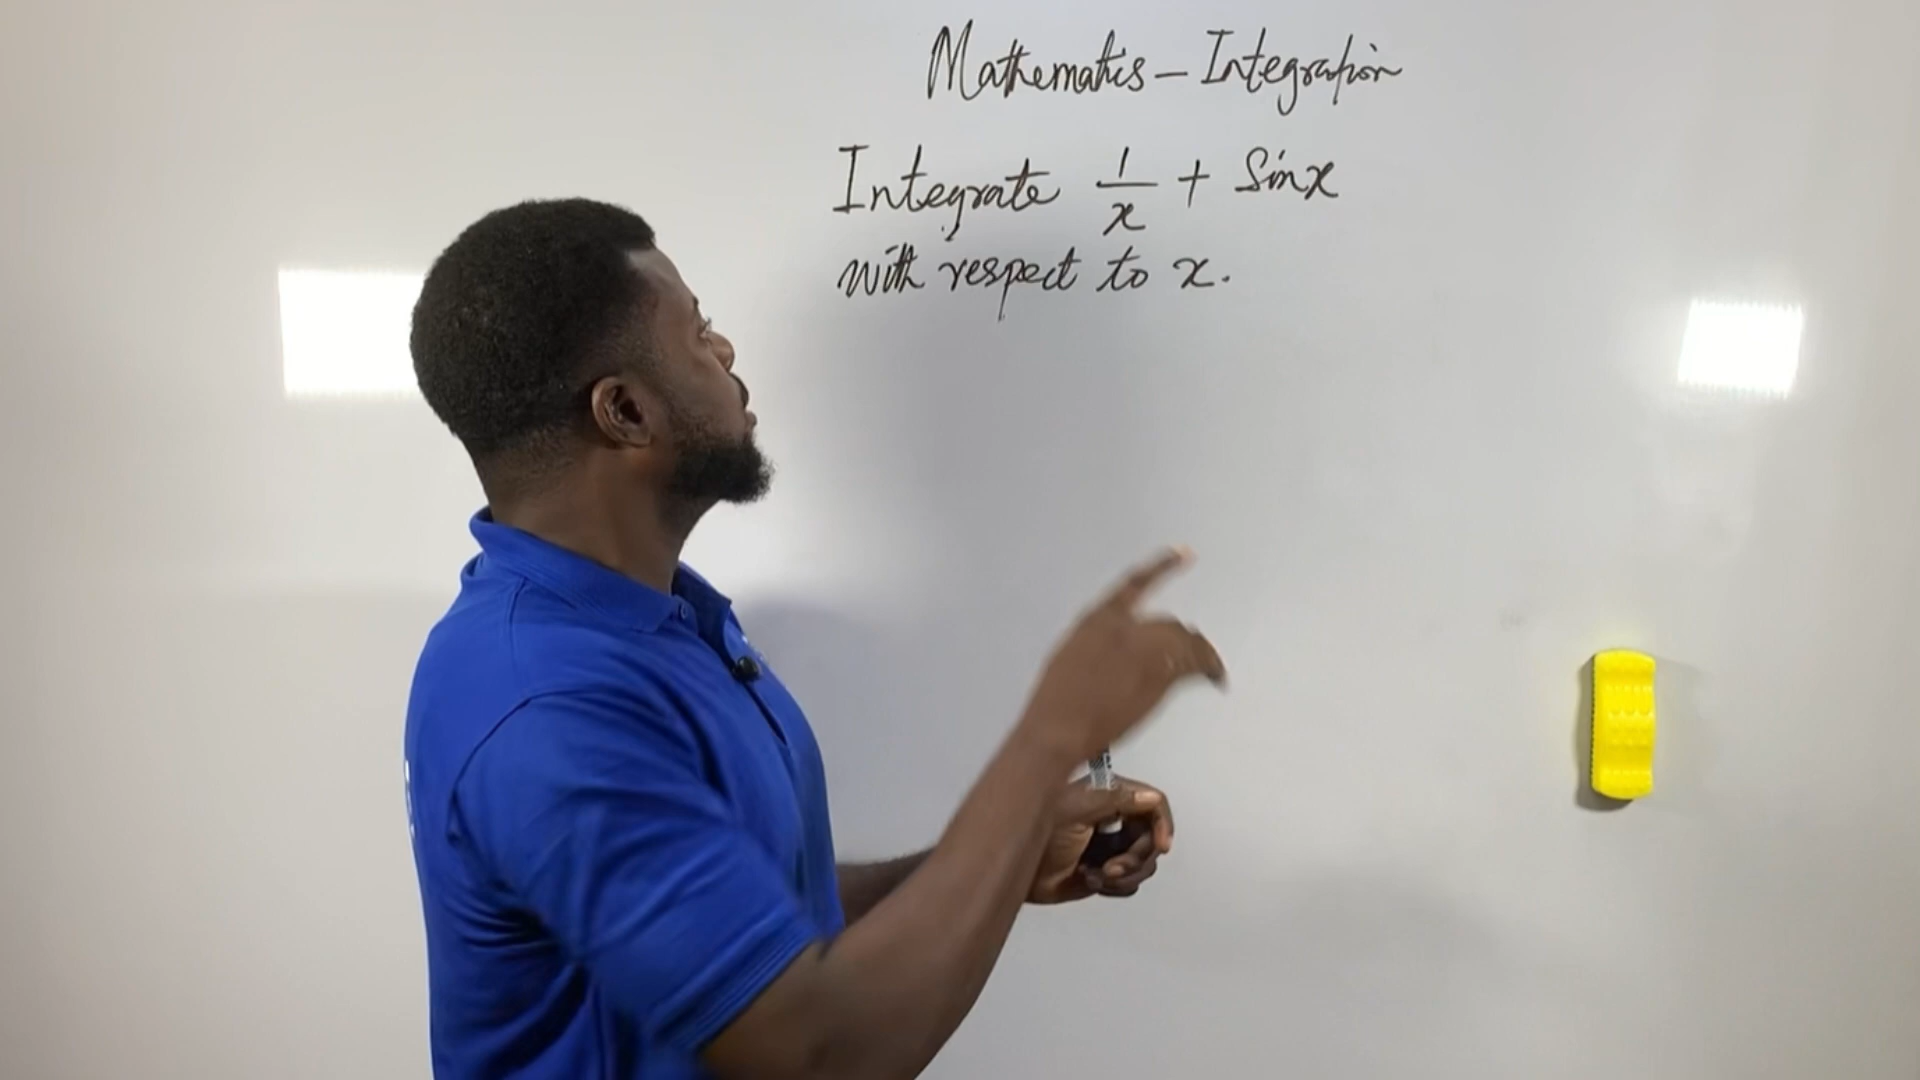 Mathematics - Integration
Integrate 1/x + Sinx
with respect to x.